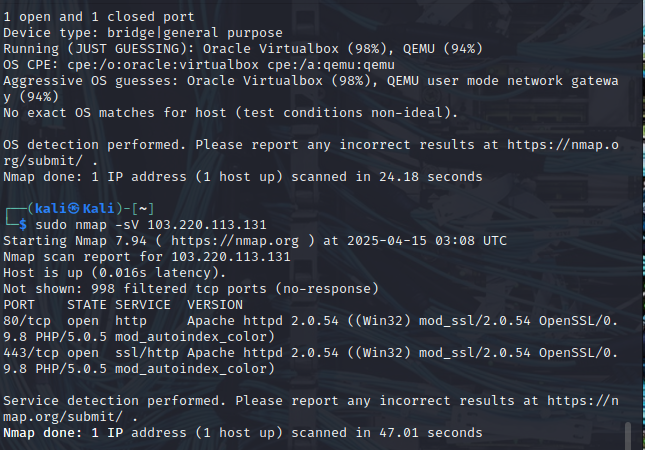 1 open and 1 closed port
Device type: bridge|general purpose
Running (JUST GUESSING): Oracle Virtualbox (98%), QEMU (94%)
OS CPE: cpe:/o:oracle:virtualbox cpe:/a:qemu:qemu
Aggressive OS guesses: Oracle Virtualbox (98%), QEMU user mode network gatewa
y (94%)
No exact OS matches for host (test conditions non-ideal).
OS detection performed. Please report any incorrect results at https://nmap.o
rg/submit/ .
Nmap done: 1 IP address (1 host up) scanned in 24.18 seconds
┌──(kali㉿Kali)-[~]
└─$ sudo nmap -sV 103.220.113.131
Starting Nmap 7.94 ( https://nmap.org ) at 2025-04-15 03:08 UTC
Nmap scan report for 103.220.113.131
Host is up (0.016s latency).
Not shown: 998 filtered tcp ports (no-response)
PORT    STATE SERVICE  VERSION
80/tcp  open  http     Apache httpd 2.0.54 ((Win32) mod_ssl/2.0.54 OpenSSL/0.
9.8 PHP/5.0.5 mod_autoindex_color)
443/tcp open  ssl/http Apache httpd 2.0.54 ((Win32) mod_ssl/2.0.54 OpenSSL/0.
9.8 PHP/5.0.5 mod_autoindex_color)
Service detection performed. Please report any incorrect results at https://n
map.org/submit/ .
Nmap done: 1 IP address (1 host up) scanned in 47.01 seconds